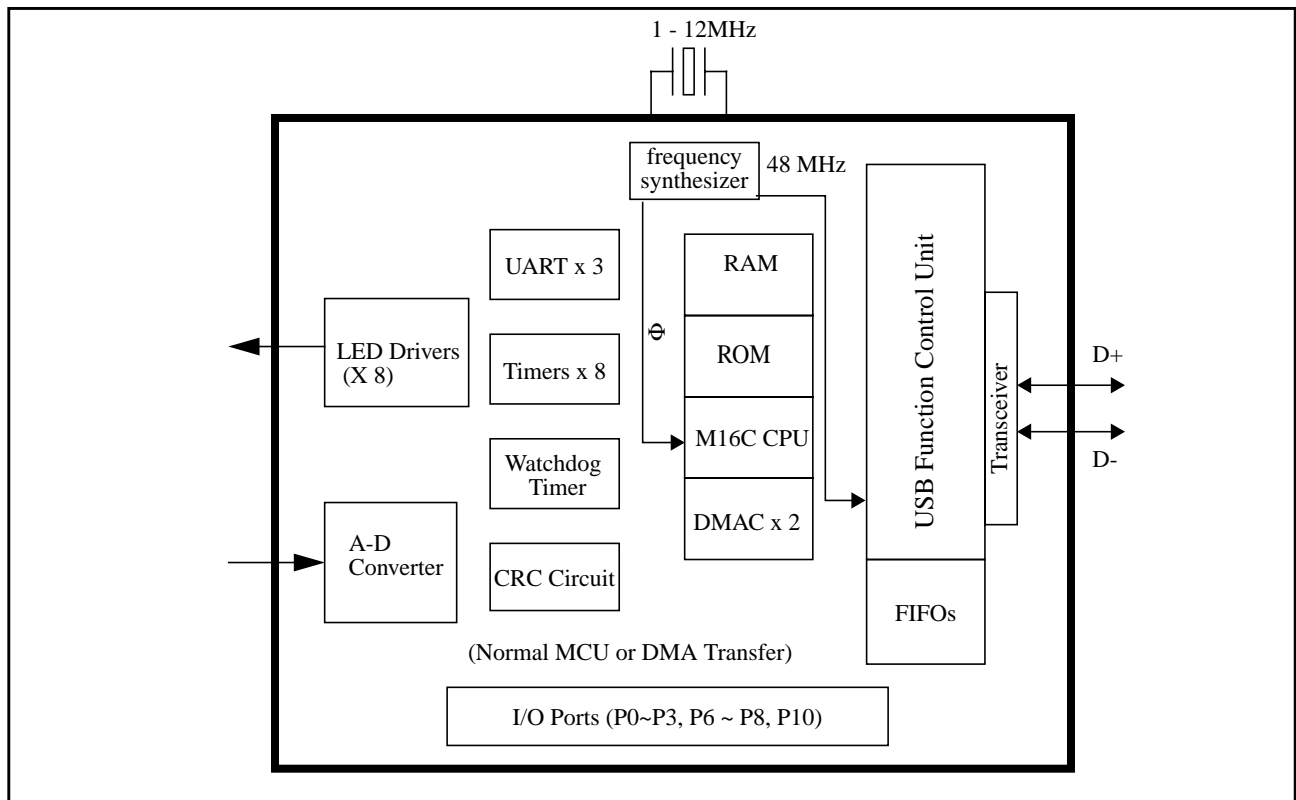 1 - 12MHz
frequency
synthesizer
48 MHz
UART x 3
RAM
LED Drivers
(X 8)
Timers x 8
Φ
ROM
USB Function Control Unit
Transceiver
D+
D-
Watchdog
Timer
M16C CPU
A-D
Converter
CRC Circuit
DMAC x 2
FIFOs
(Normal MCU or DMA Transfer)
I/O Ports (P0~P3, P6 ~ P8, P10)